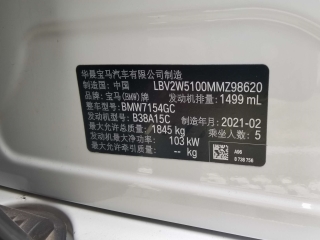 华晨宝马汽车有限公司制造
制造国：中国 LBV2W5100MMZ98620
品牌：宝马(BMW)牌 发动机排量：1499 mL
整车型号：BMW7154GC
发动机型号：B38A15C 制造年月：2021-02
最大允许总质量：1845 kg 乘坐人数：5
发动机最大净功率：103 kW
最大允许牵引质量：-- kg